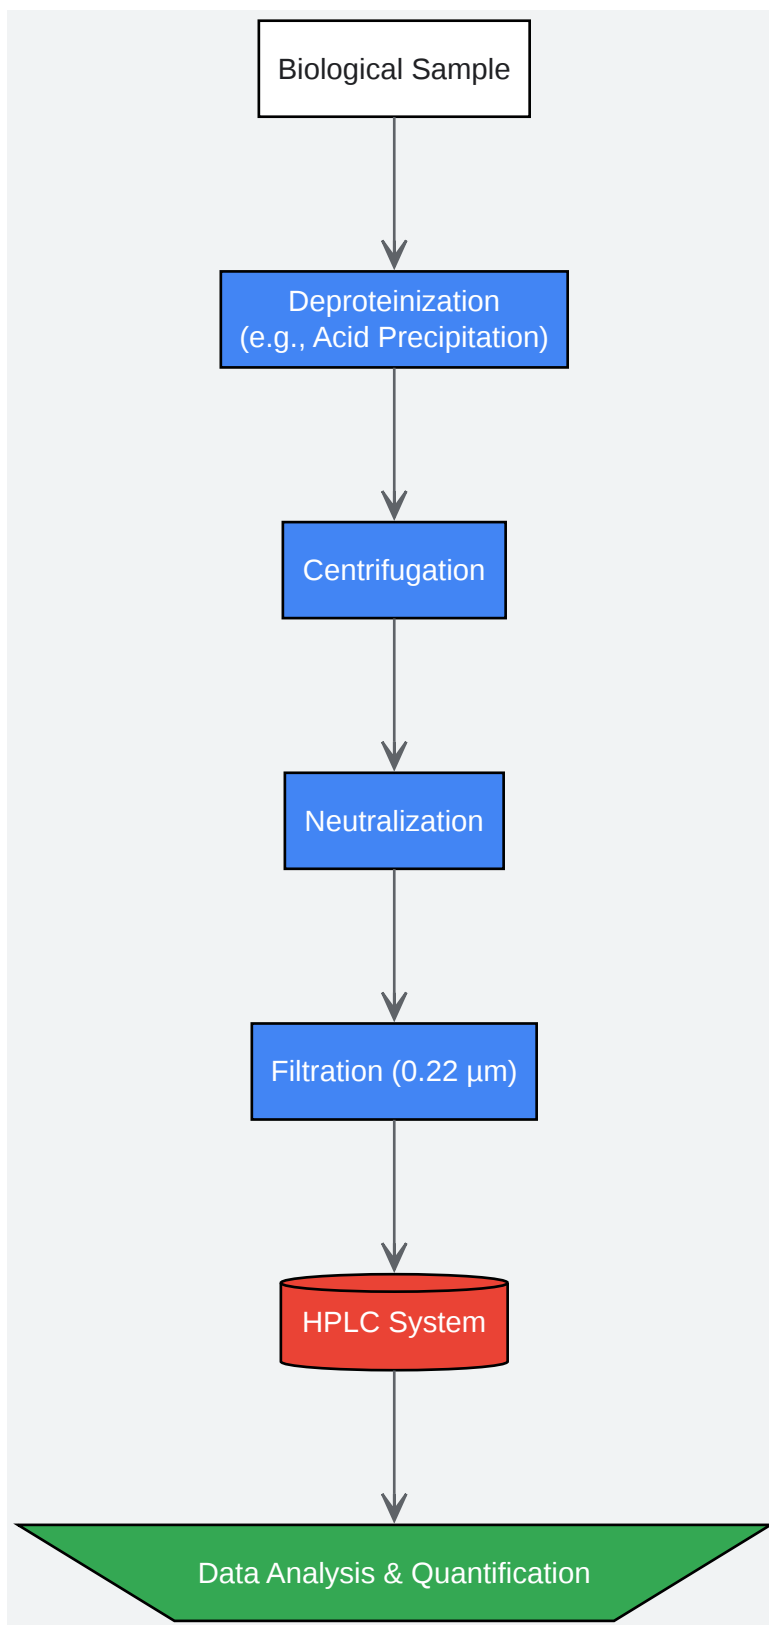 Biological Sample
Deproteinization
(e.g., Acid Precipitation)
Centrifugation
Neutralization
Filtration (0.22 µm)
HPLC System
Data Analysis & Quantification